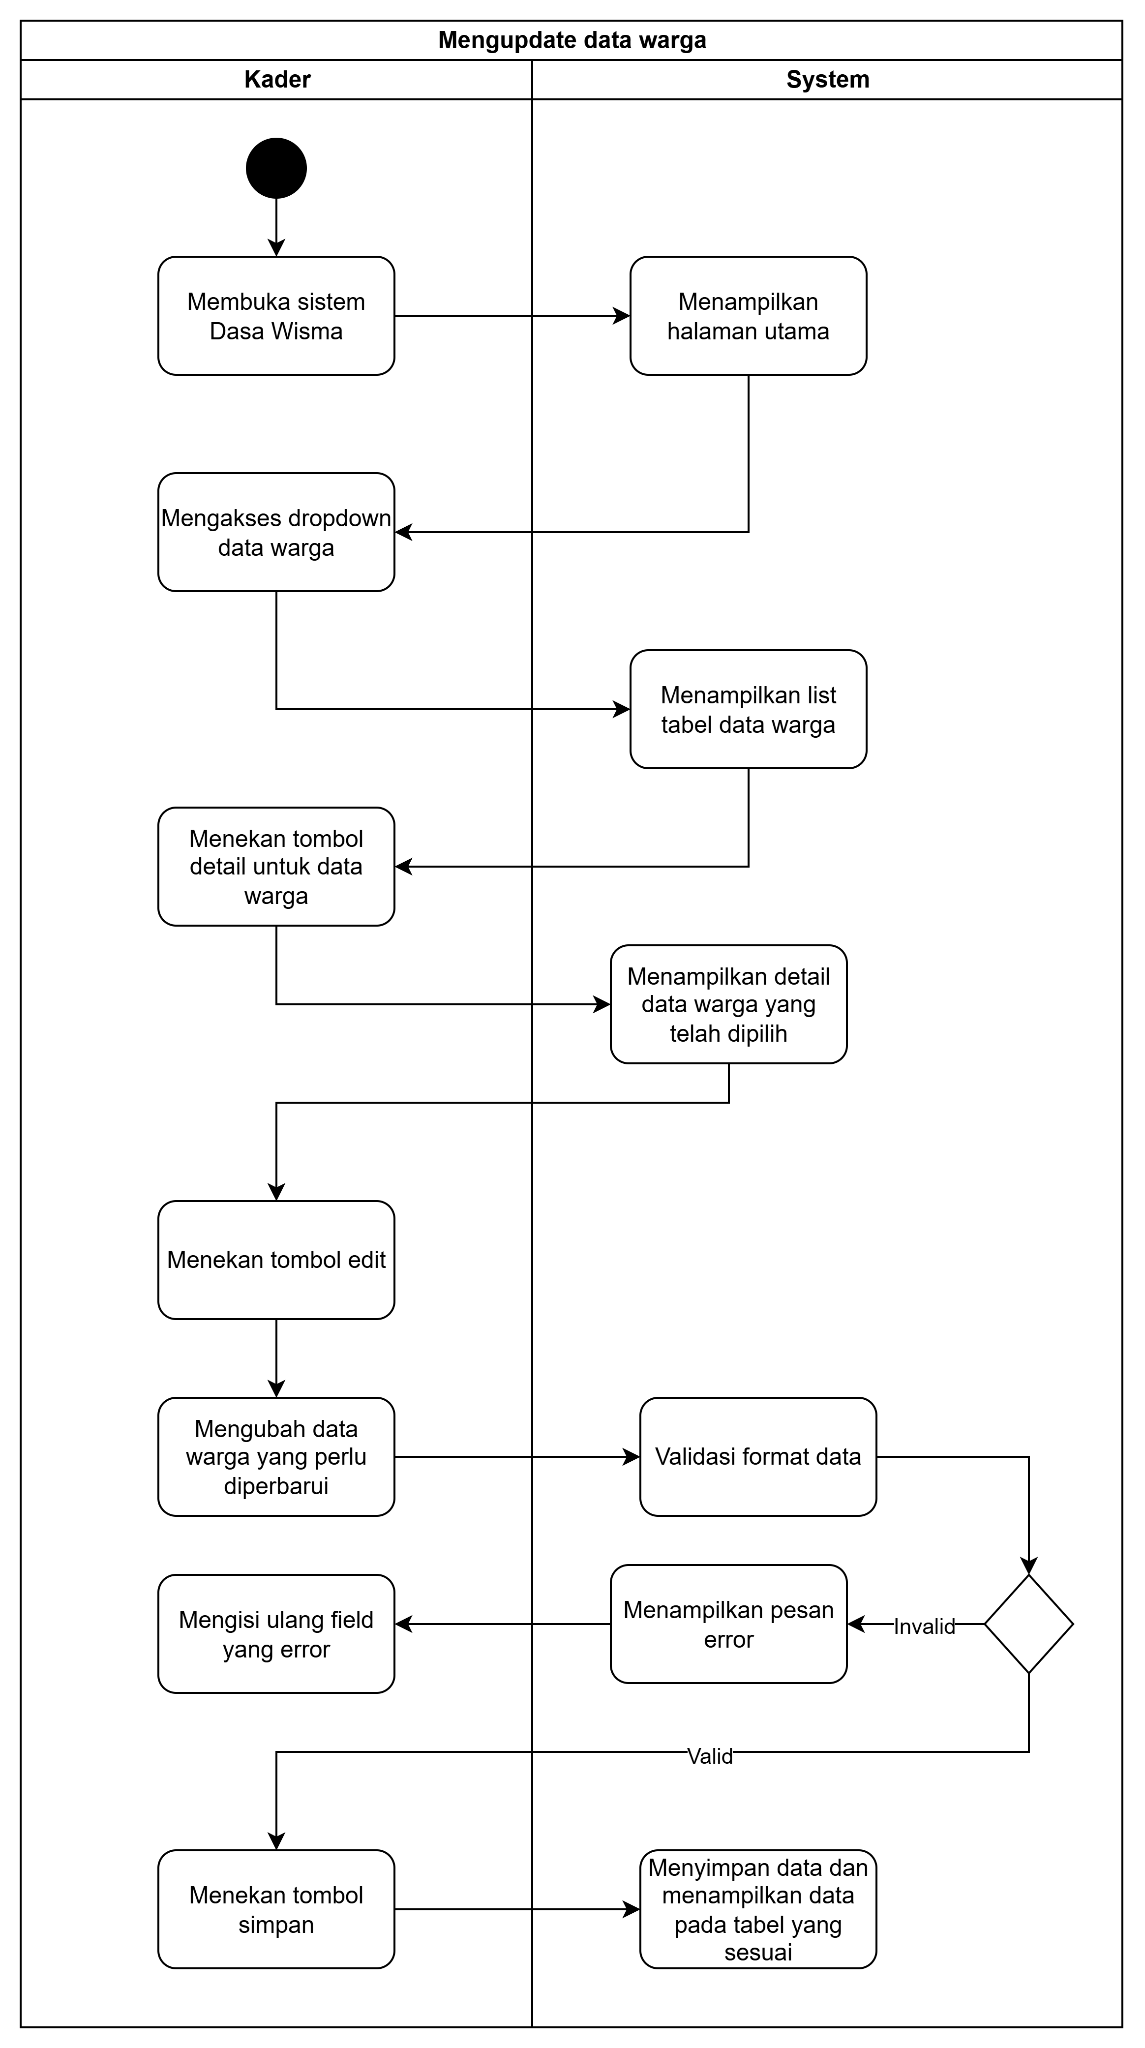 Mengupdate data warga
Kader
System
Membuka sistem
Dasa Wisma
Menampilkan
halaman utama
Mengakses dropdown
data warga
Menampilkan list
tabel data warga
Menekan tombol
detail untuk data
warga
Menampilkan detail
data warga yang
telah dipilih
Menekan tombol edit
Mengubah data
warga yang perlu
diperbarui
Validasi format data
Mengisi ulang field
yang error
Menampilkan pesan
error
Invalid
Valid
Menekan tombol
simpan
Menyimpan data dan
menampilkan data
pada tabel yang
sesuai